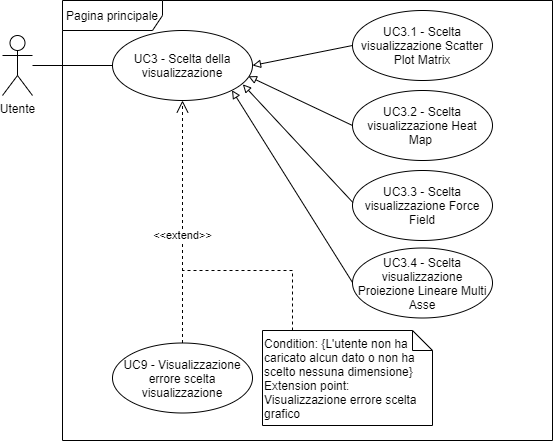 Pagina principale
UC3 - Scelta della
visualizzazione
Utente
UC3.1 - Scelta
visualizzazione Scatter
Plot Matrix
UC3.2 - Scelta
visualizzazione Heat
Map
UC3.3 - Scelta
visualizzazione Force
Field
UC3.4 - Scelta
visualizzazione
Proiezione Lineare Multi
Asse
<<extend>>
UC9 - Visualizzazione
errore scelta
visualizzazione
Condition: {L'utente non ha
caricato alcun dato o non ha
scelto nessuna dimensione}
Extension point:
Visualizzazione errore scelta
grafico